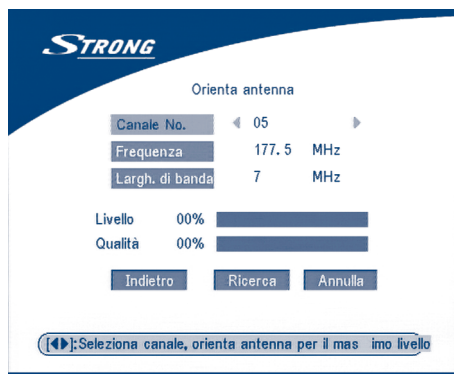 STRONG
Orienta antenna
Canale No. 05
Frequenza 177.5 MHz
Largh. di banda 7 MHz
Livello 00%
Qualità 00%
Indietro Ricerca Annulla
[◀▶]:Seleziona canale, orienta antenna per il mas imo livello